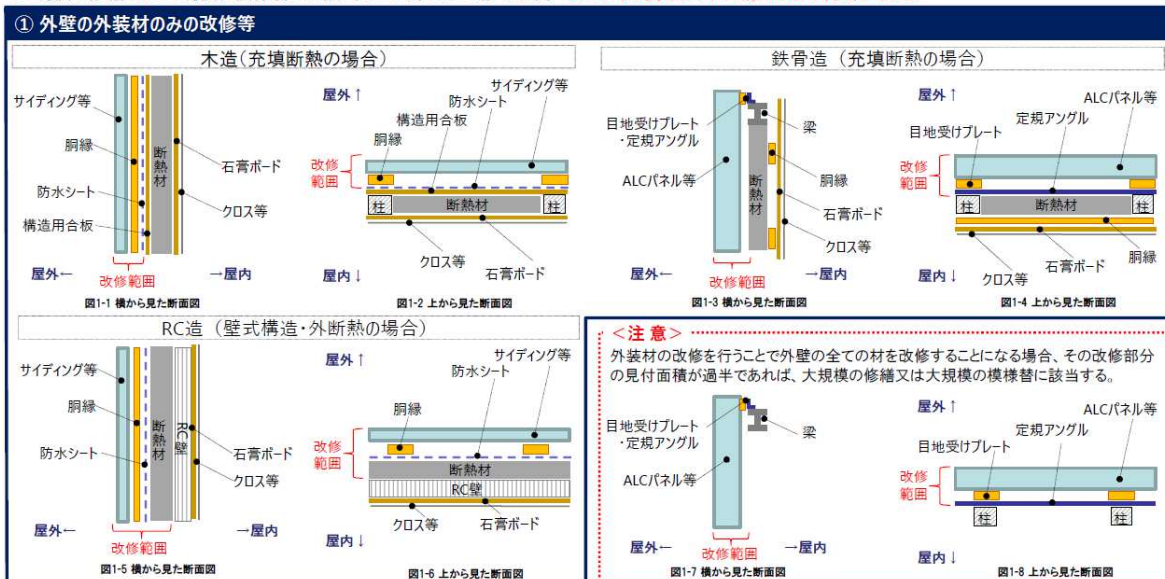 ① 外壁の外装材のみの改修等
木造(充填断熱の場合)
サイディング等
胴縁
防水シート
構造用合板
断熱材
石膏ボード
クロス等
屋外←
→屋内
改修範囲
図1-1 横から見た断面図
屋外↑
防水シート
サイディング等
構造用合板
胴縁
改修
範囲
柱
断熱材
柱
クロス等
石膏ボード
屋内↓
図1-2 上から見た断面図
鉄骨造 (充填断熱の場合)
目地受けプレート
・定規アングル
ALCパネル等
梁
断熱材
胴縁
石膏ボード
クロス等
屋外←
→屋内
改修範囲
図1-3 横から見た断面図
屋外↑
ALCパネル等
定規アングル
目地受けプレート
改修
範囲
柱
断熱材
柱
クロス等
石膏ボード
胴縁
屋内↓
図1-4 上から見た断面図
RC造 (壁式構造・外断熱の場合)
サイディング等
胴縁
防水シート
断熱材
RC壁
石膏ボード
クロス等
屋外←
→屋内
改修範囲
図1-5 横から見た断面図
屋外↑
サイディング等
防水シート
胴縁
改修
範囲
断熱材
RC壁
クロス等
石膏ボード
屋内↓
図1-6 上から見た断面図
<注 意>
外装材の改修を行うことで外壁の全ての材を改修することになる場合、その改修部分
の見付面積が過半であれば、大規模の修繕又は大規模の模様替に該当する。
目地受けプレート
・定規アングル
ALCパネル等
梁
屋外←
→屋内
改修範囲
図1-7 横から見た断面図
屋外↑
ALCパネル等
定規アングル
目地受けプレート
改修
範囲
柱
柱
屋内↓
図1-8 上から見た断面図